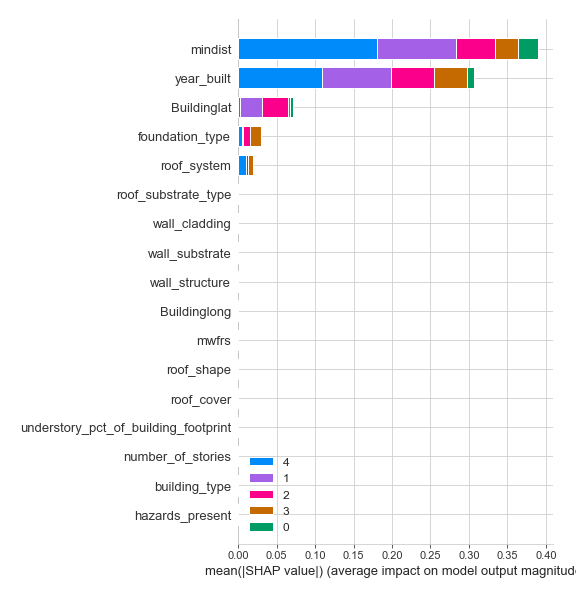 mindist
year_built
Buildinglat
foundation_type
roof_system
roof_substrate_type
wall_cladding
wall_substrate
wall_structure
Buildinglong
mwfrs
roof_shape
roof_cover
understory_pct_of_building_footprint
number_of_stories
building_type
hazards_present
4
1
2
3
0
0.00 0.05 0.10 0.15 0.20 0.25 0.30 0.35 0.40
mean(|SHAP value|) (average impact on model output magnitude